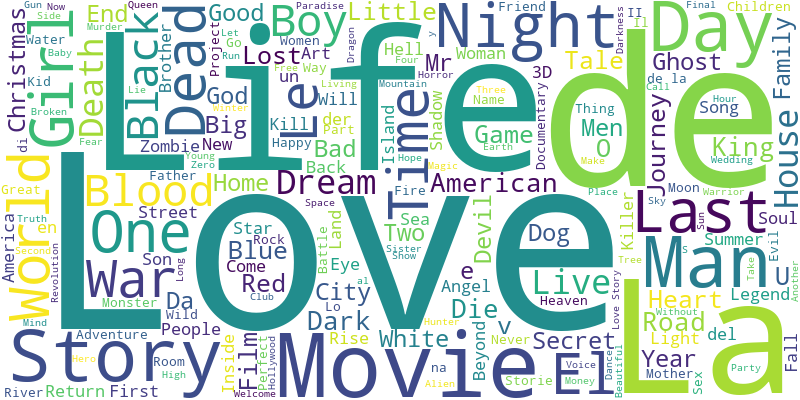 Life
Love
de
La
Night
Day
Movie
Man
Last
Story
World
One
War
Girl
Boy
Dead
Black
Blood
Time
Le
El
Little
End
Good
Christmas
Death
Brother
Big
God
Lost
Art
Hell
Mr
Woman
Tale
Ghost
Family
House
King
Song
Journey
Men
O
Game
3D
Documentary
Shadow
Island
Will
Kill
Bad
Back
Dream
American
Home
New
Zombie
Street
Father
Star
Rock
Blue
Come
Red
Son
Da
People
Wild
Monster
Adventure
Room
First
Return
River
High
Film
Inside
Perfect
Hollywood
Welcome
City
Dark
White
Rise
Two
Sea
Land
Eye
Battle
Devil
Angel
Die
e
v
Beyond
Never
na
Storie
Secret
Live
Dog
Heaven
Voice
Money
Dance
Beautiful
Love Story
Heart
Road
Year
Mother
Light
Sex
del
Legend
Summer
Soul
u
Fall
Evil
Party
Without
Killer
Moon
Warrior
Wedding
Hour
Call
de la
Children
Final
Darkness
Il
II
Friend
Thing
Name
Three
Magic
Earth
Make
Place
Sky
Sun
Tree
Take
Another
s
Hunter
Alien
Show
Sister
Space
Fire
Hope
Mountain
Living
Four
Free
Way
Part
der
Happy
un
Run
Go
Let
Women
Paradise
Dragon
Horror
y
Project
Queen
Lie
Young
Zero
Winter
Fear
Broken
Kid
Water
Baby
Murder
Side
Now
Gun
di
Great
Truth
en
America
Second
Revolution
Mind
Hero
Long
Club
Lo
al